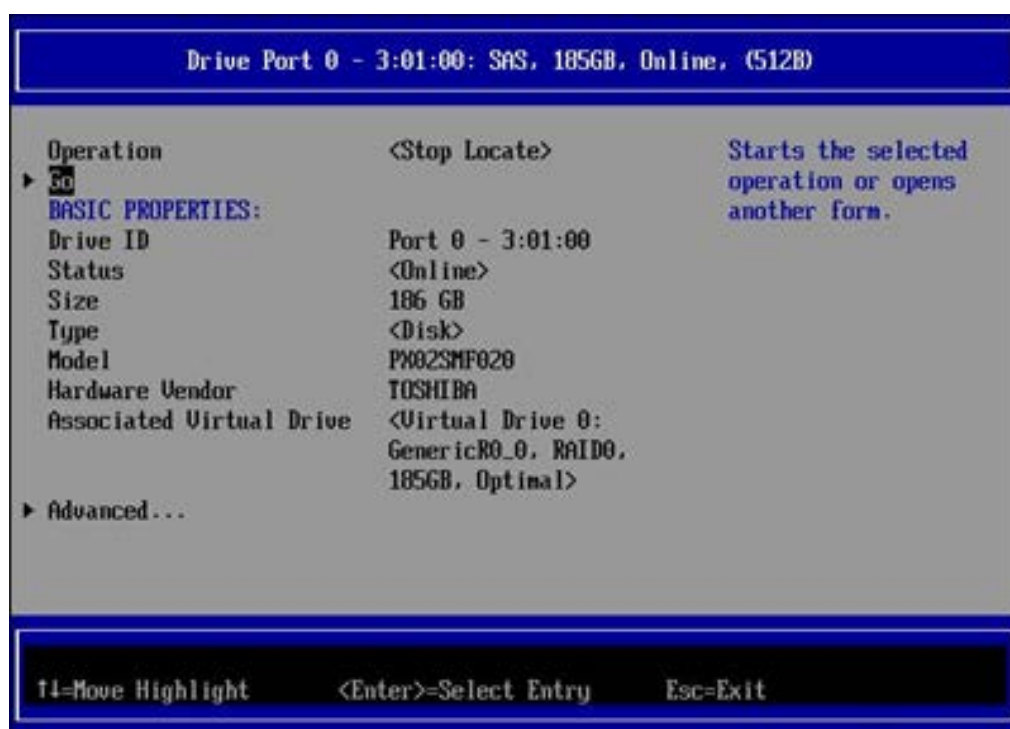 Drive Port 0 - 3:01:00: SAS, 185GB, Online, (512B)
Operation <Stop Locate> Starts the selected
▶ Go operation or opens
BASIC PROPERTIES: another form.
Drive ID Port 0 - 3:01:00
Status <Online>
Size 186 GB
Type <Disk>
Model PX02SMF020
Hardware Vendor TOSHIBA
Associated Virtual Drive <Virtual Drive 0:
GenericR0_0, RAID0,
185GB, Optimal>
▶ Advanced...
↑↓=Move Highlight <Enter>=Select Entry Esc=Exit